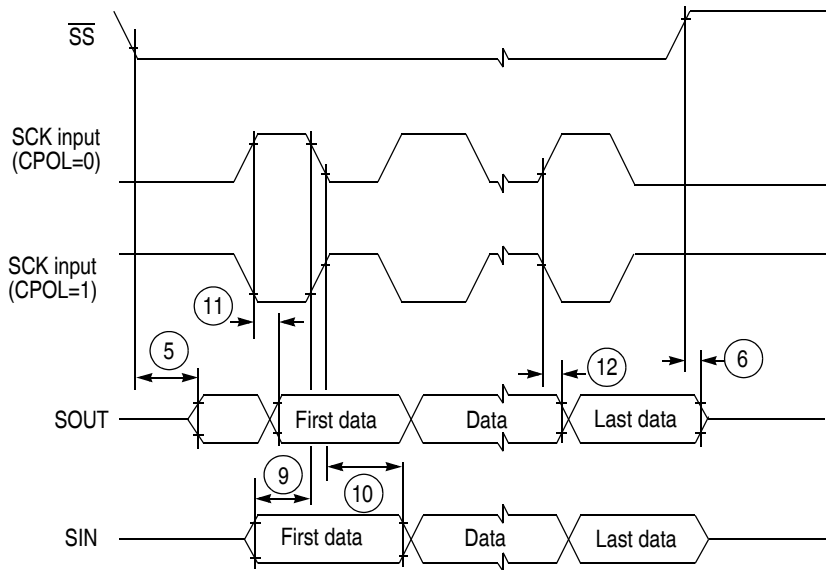 SS
SCK input
(CPOL=0)
SCK input
(CPOL=1)
11
5
12
6
SOUT
First data
Data
Last data
9
10
SIN
First data
Data
Last data